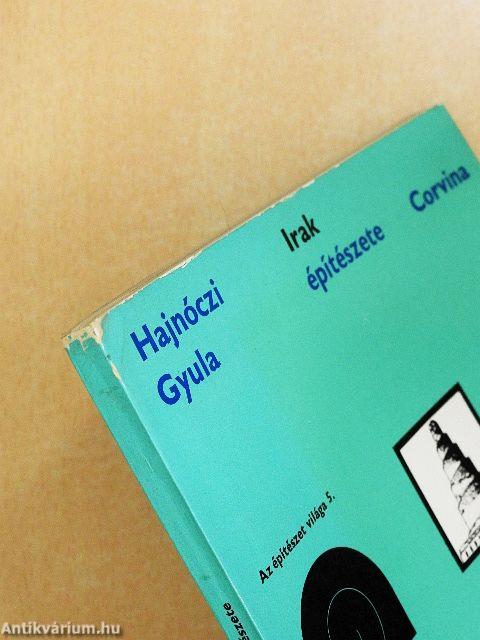 Hajnóczi
Gyula
Irak
építészete
Corvina
Az építészet világa 5.
Antikvárium.hu